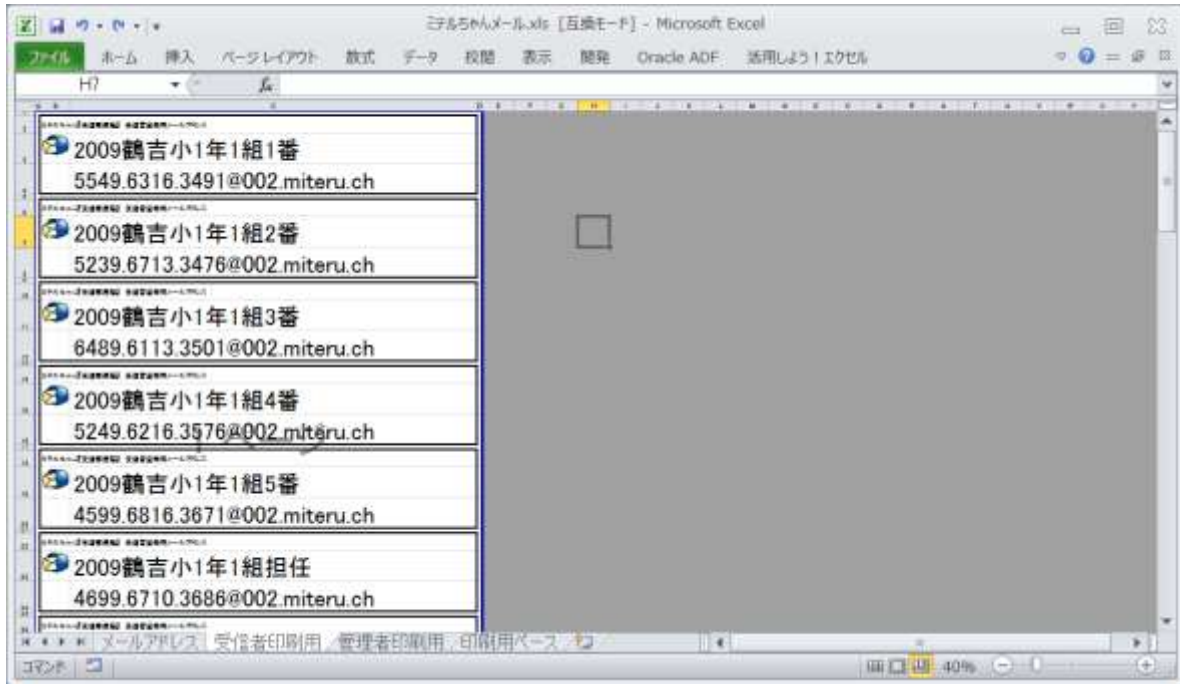 ミテルちゃんメール.xls [互換モード] - Microsoft Excel
ファイル ホーム 挿入 ページレイアウト 数式 データ 校閲 表示 開発 Oracle ADF 活用しよう！エクセル
H7 fx
2009鶴吉小1年1組1番
5549.6316.3491@002.miteru.ch
2009鶴吉小1年1組2番
5239.6713.3476@002.miteru.ch
2009鶴吉小1年1組3番
6489.6113.3501@002.miteru.ch
2009鶴吉小1年1組4番
5249.6216.3576@002.miteru.ch
2009鶴吉小1年1組5番
4599.6816.3671@002.miteru.ch
2009鶴吉小1年1組担任
4699.6710.3686@002.miteru.ch
メールアドレス 受信者印刷用 管理者印刷用 印刷用ベース
コマンド 40%